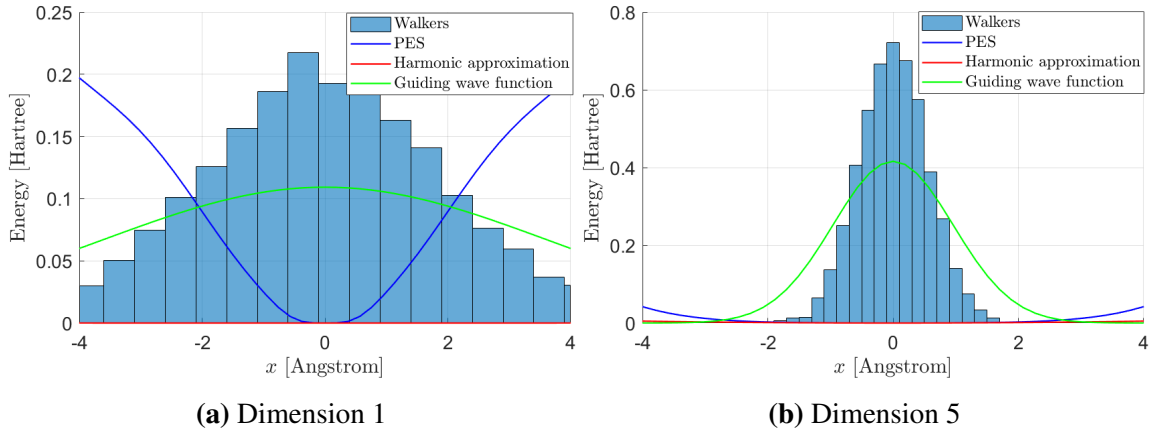 0.25
0.2
0.15
0.1
0.05
0
Energy [Hartree]
-4 -2 0 2 4
x [Angstrom]
Walkers
PES
Harmonic approximation
Guiding wave function
(a) Dimension 1
0.8
0.6
0.4
0.2
0
Energy [Hartree]
-4 -2 0 2 4
x [Angstrom]
Walkers
PES
Harmonic approximation
Guiding wave function
(b) Dimension 5